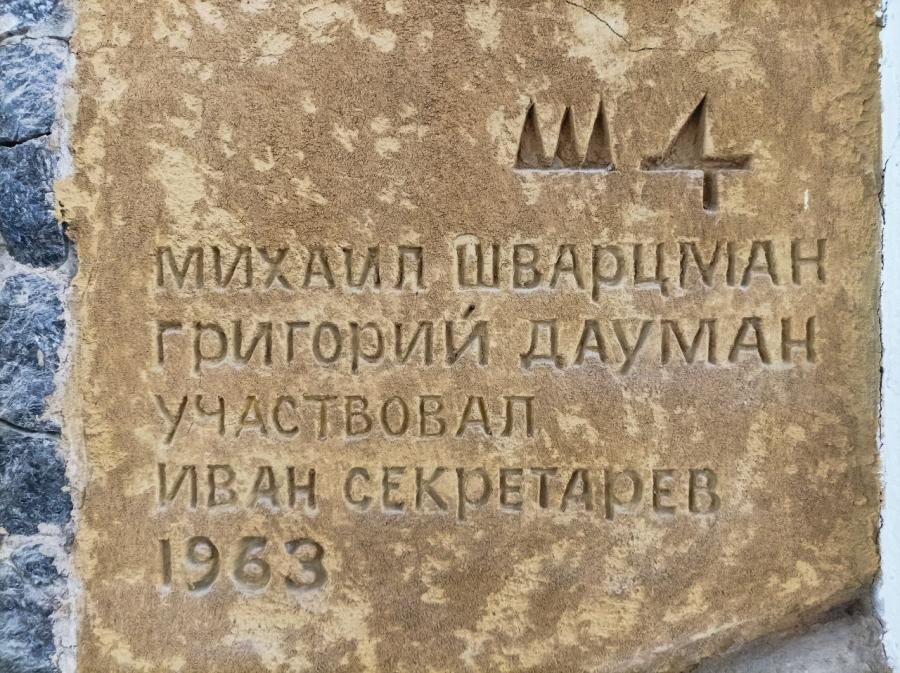 Ш Д
МИХАИЛ ШВАРЦМАН
ГРИГОРИЙ ДАУМАН
УЧАСТВОВАЛ
ИВАН СЕКРЕТАРЕВ
1963